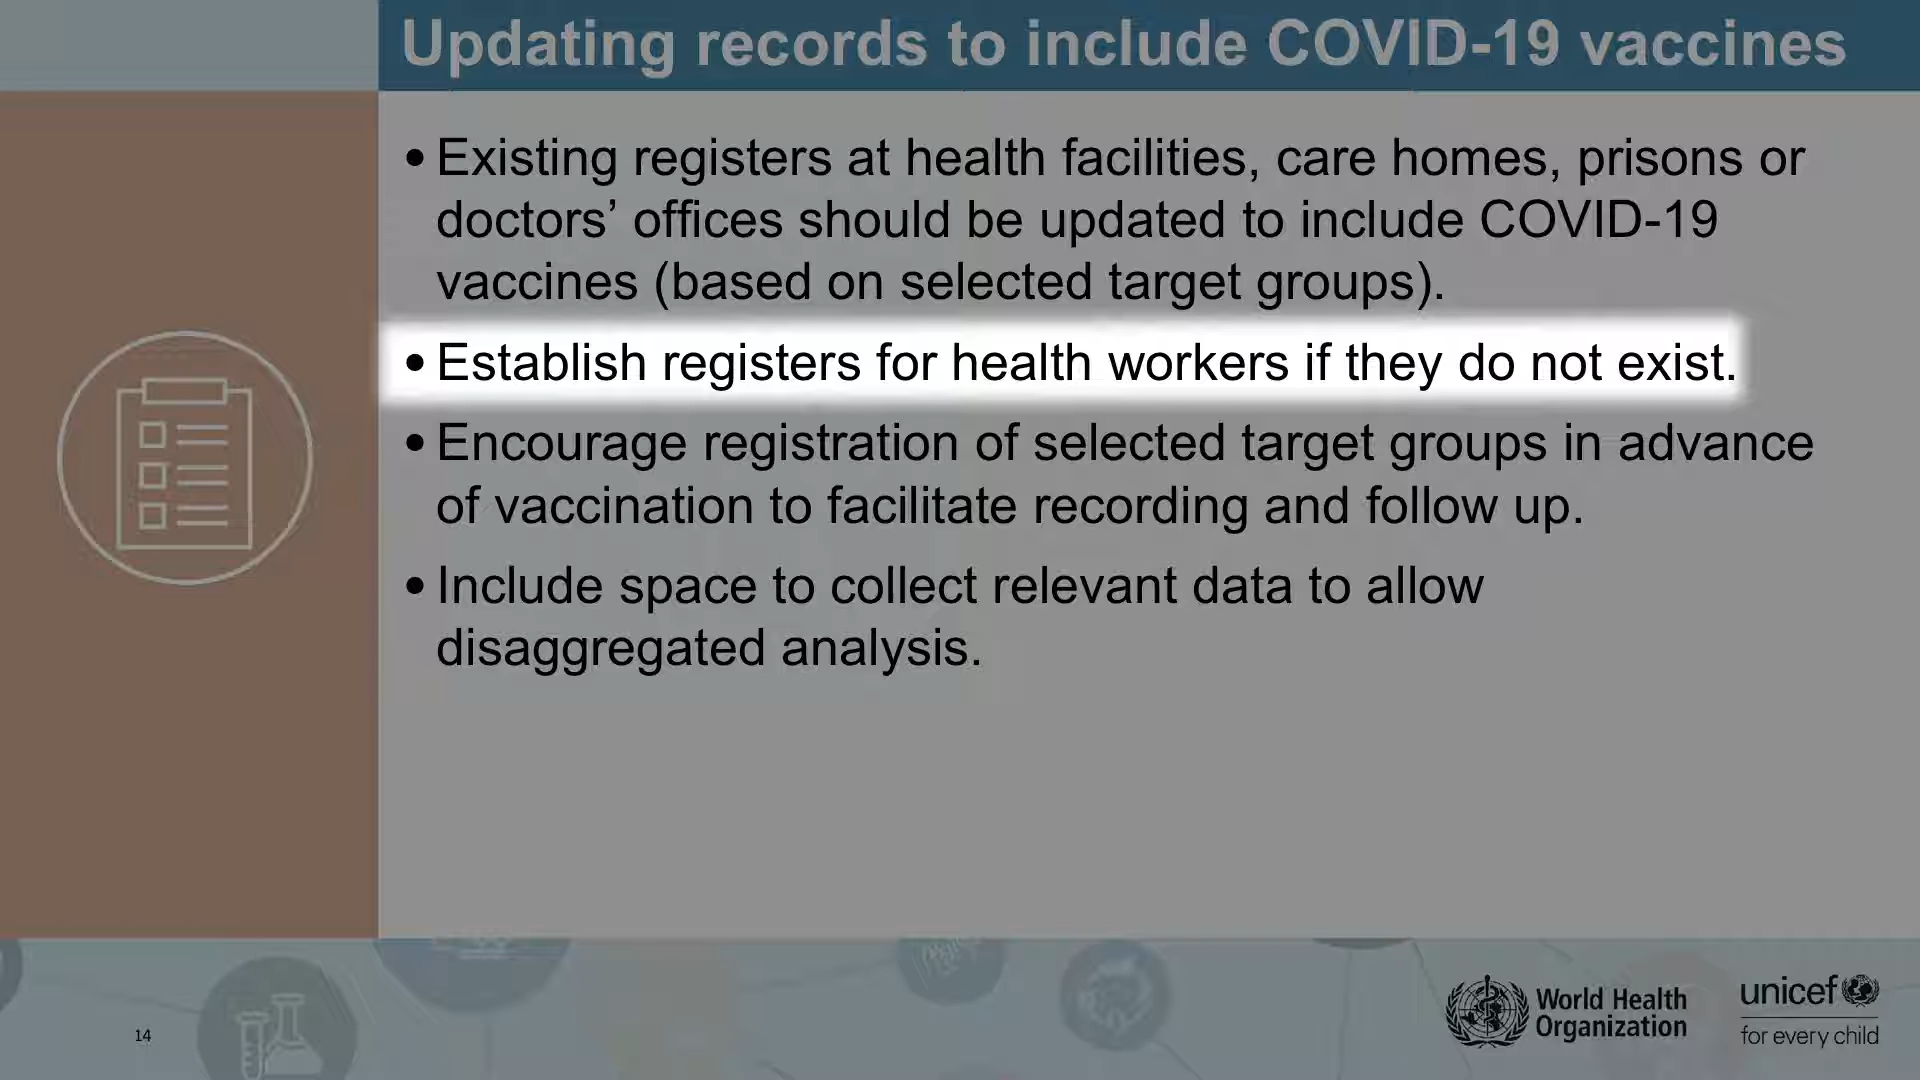 Updating records to include COVID-19 vaccines
• Existing registers at health facilities, care homes, prisons or
doctors’ offices should be updated to include COVID-19
vaccines (based on selected target groups).
• Establish registers for health workers if they do not exist.
• Encourage registration of selected target groups in advance
of vaccination to facilitate recording and follow up.
• Include space to collect relevant data to allow
disaggregated analysis.
14
World Health
Organization
unicef
for every child